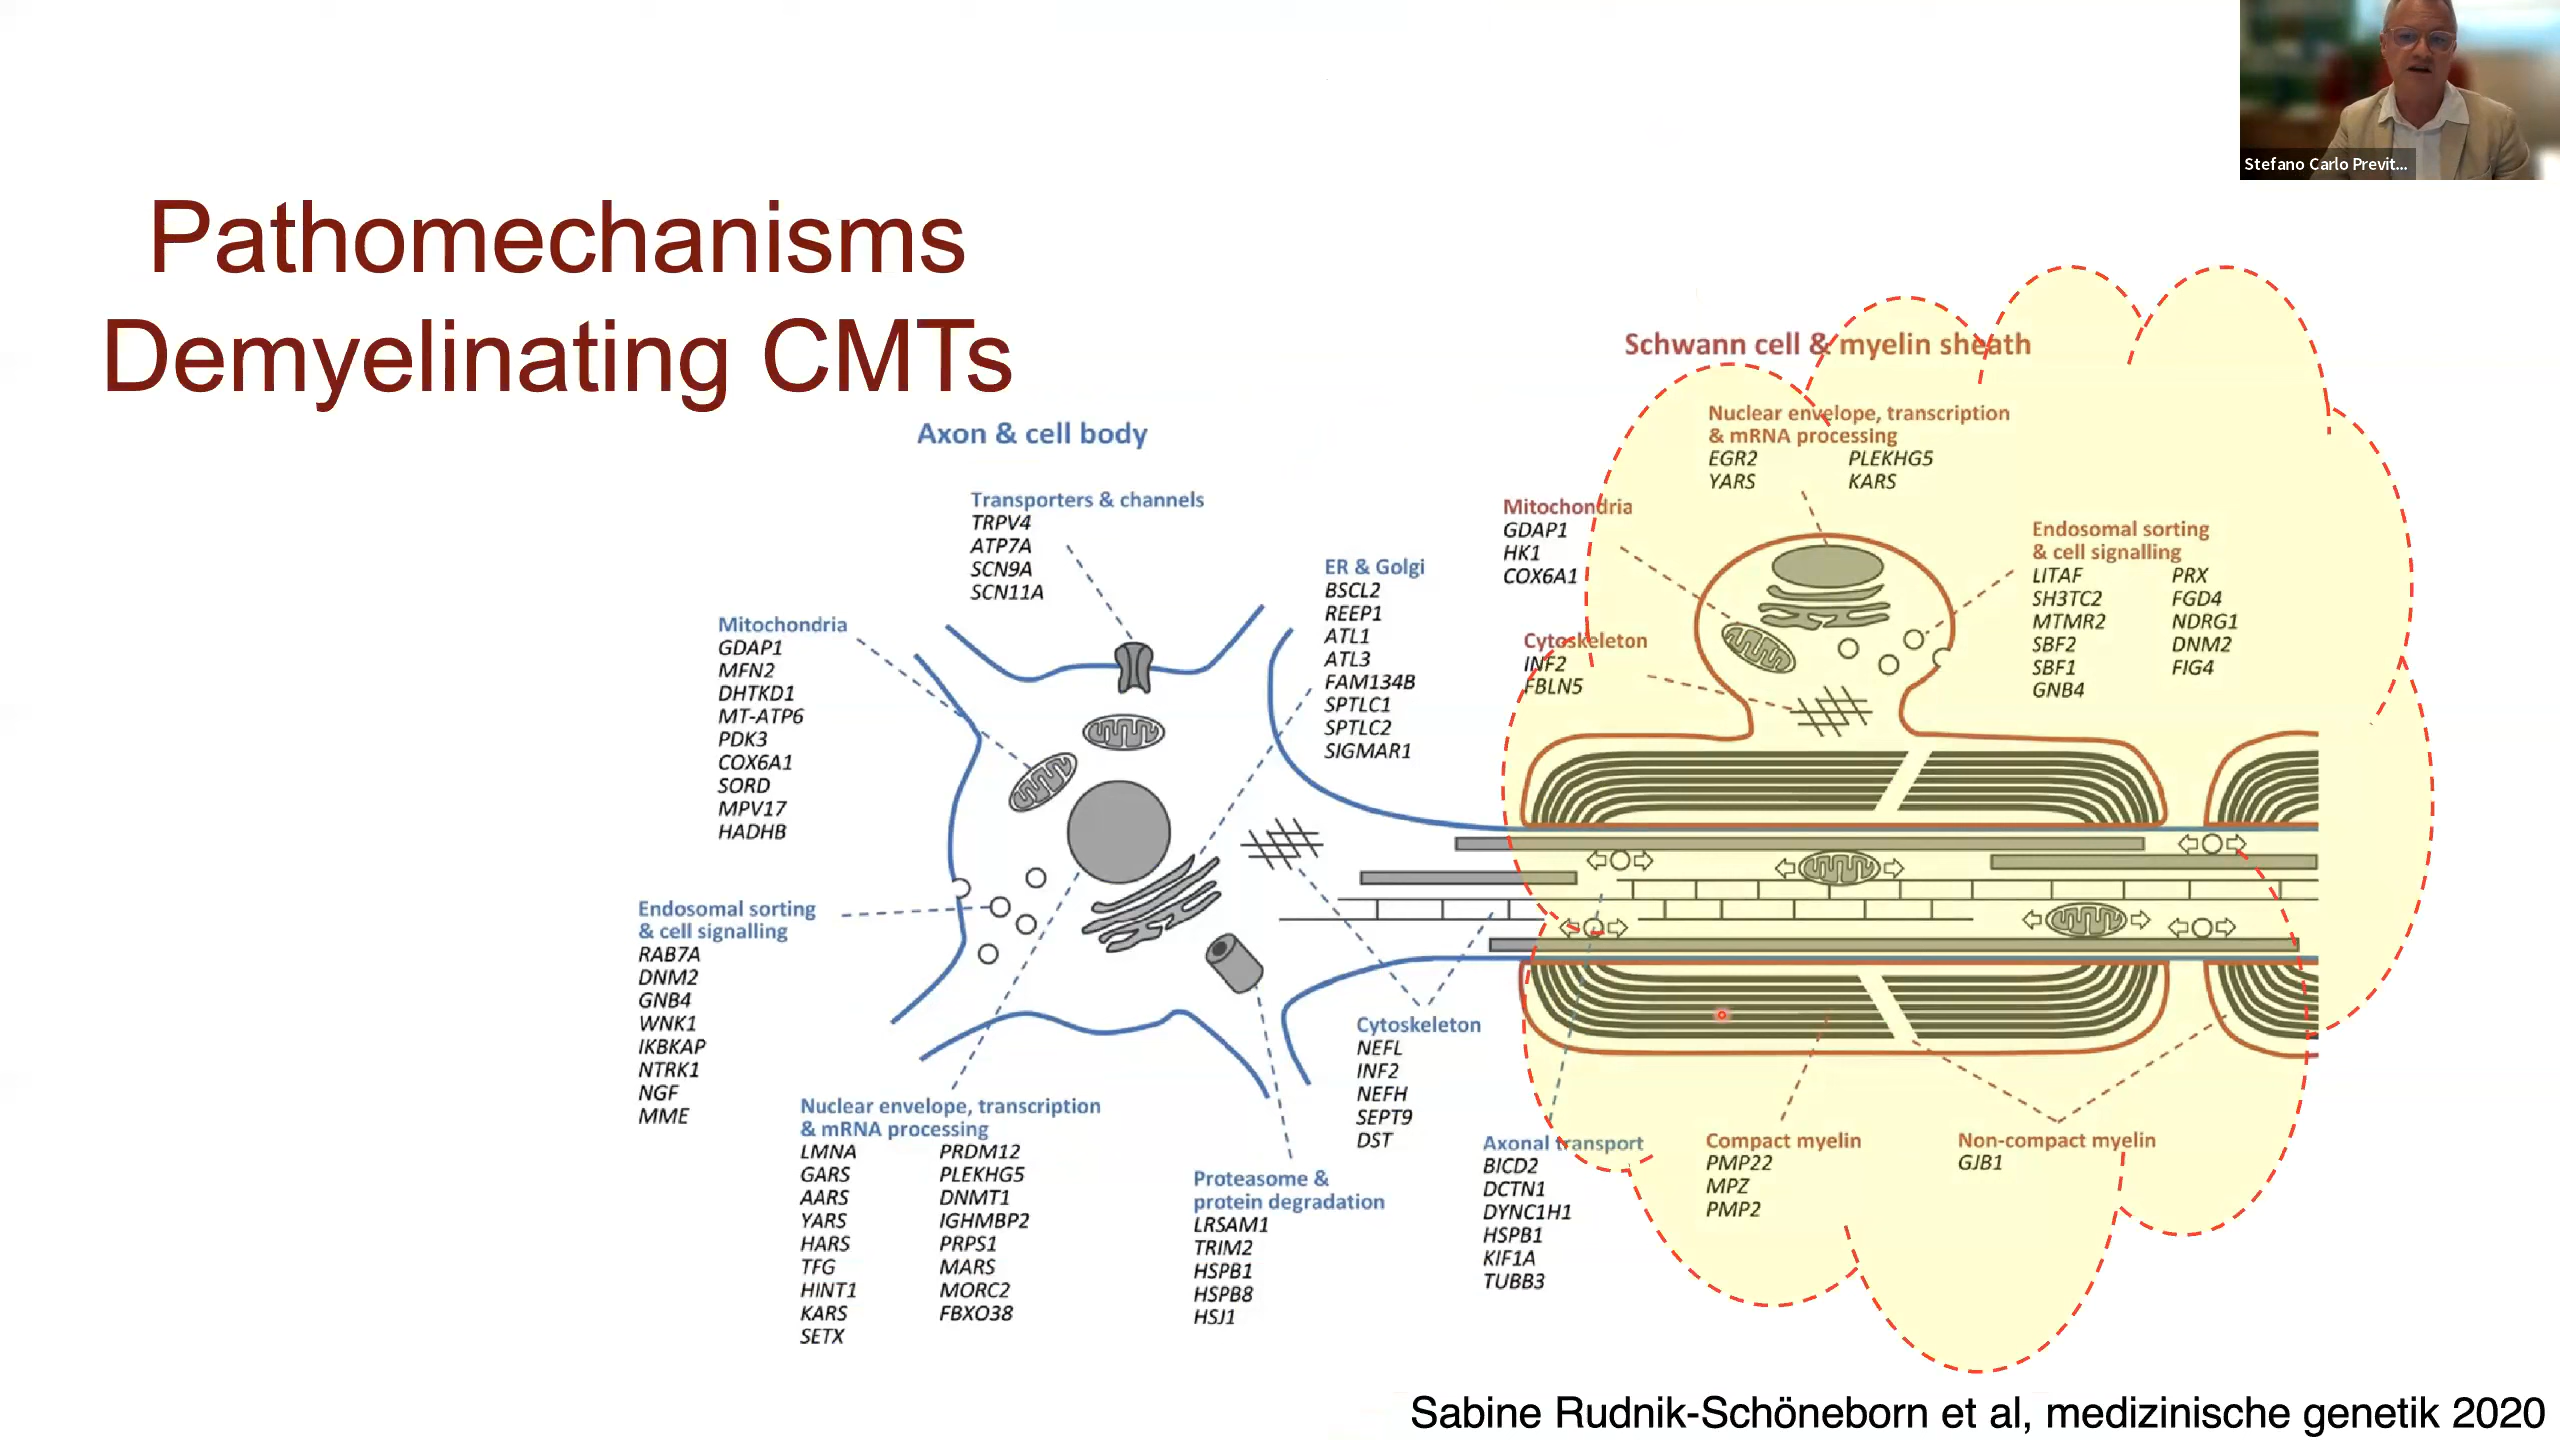 Stefano Carlo Previt...
Pathomechanisms
Demyelinating CMTs
Axon & cell body
Transporters & channels
TRPV4
ATP7A
SCN9A
SCN11A
Mitochondria
GDAP1
MFN2
DHTKD1
MT-ATP6
PDK3
COX6A1
SORD
MPV17
HADHB
Endosomal sorting
& cell signalling
RAB7A
DNM2
GNB4
WNK1
IKBKAP
NTRK1
NGF
MME
Nuclear envelope, transcription
& mRNA processing
LMNA PRDM12
GARS PLEKHG5
AARS DNMT1
YARS IGHMBP2
HARS PRPS1
TFG MARS
HINT1 MORC2
KARS FBXO38
SETX
ER & Golgi
BSCL2
REEP1
ATL1
ATL3
FAM134B
SPTLC1
SPTLC2
SIGMAR1
Proteasome &
protein degradation
LRSAM1
TRIM2
HSPB1
HSPB8
HSJ1
Cytoskeleton
NEFL
INF2
NEFH
SEPT9
DST
Axonal transport
BICD2
DCTN1
DYNC1H1
HSPB1
KIF1A
TUBB3
Schwann cell & myelin sheath
Nuclear envelope, transcription
& mRNA processing
EGR2 PLEKHG5
YARS KARS
Mitochondria
GDAP1
HK1
COX6A1
Cytoskeleton
INF2
FBLN5
Endosomal sorting
& cell signalling
LITAF PRX
SH3TC2 FGD4
MTMR2 NDRG1
SBF2 DNM2
SBF1 FIG4
GNB4
Compact myelin
PMP22
MPZ
PMP2
Non-compact myelin
GJB1
Sabine Rudnik-Schöneborn et al, medizinische genetik 2020